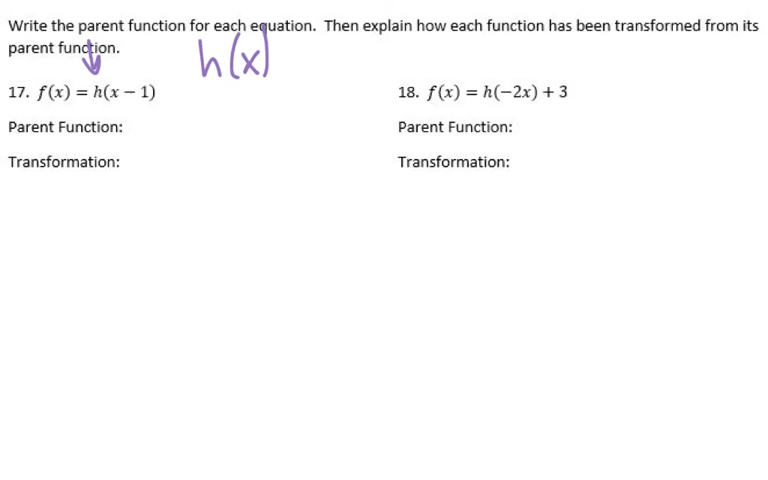 Write the parent function for each equation. Then explain how each function has been transformed from its
parent function.
h(x)
17. f(x) = h(x − 1)
18. f(x) = h(−2x) + 3
Parent Function:
Parent Function:
Transformation:
Transformation: